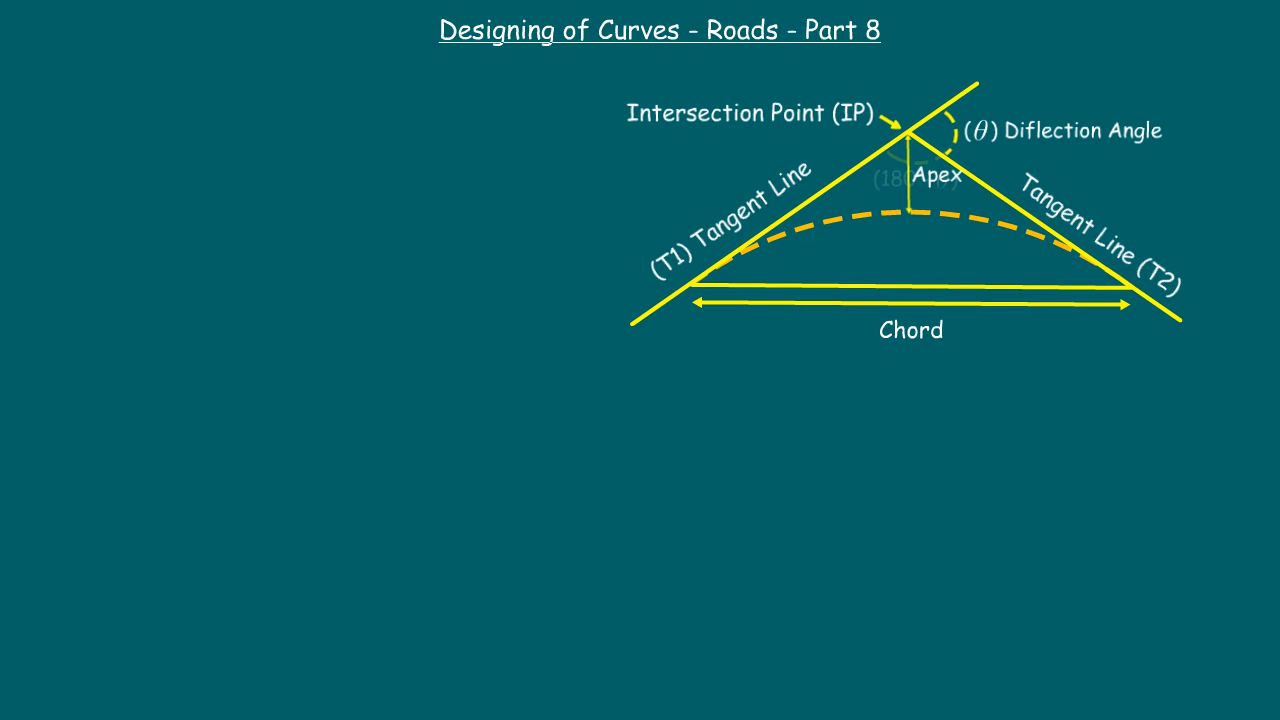 Designing of Curves - Roads - Part 8
Intersection Point (IP)
(θ) Diflection Angle
Apex
(T1) Tangent Line
Tangent Line (T2)
Chord